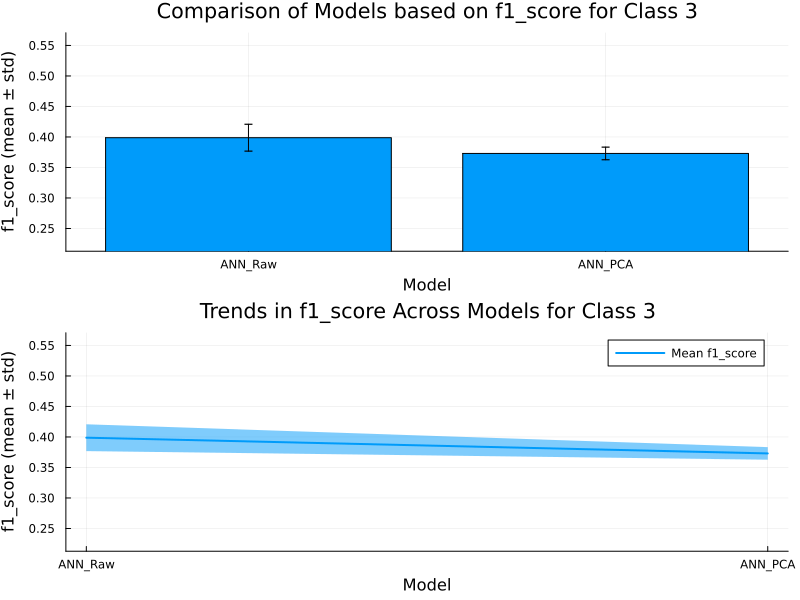 Comparison of Models based on f1_score for Class 3
f1_score (mean ± std)
0.55
0.50
0.45
0.40
0.35
0.30
0.25
ANN_Raw
ANN_PCA
Model
Trends in f1_score Across Models for Class 3
f1_score (mean ± std)
0.55
0.50
0.45
0.40
0.35
0.30
0.25
Mean f1_score
ANN_Raw
ANN_PCA
Model